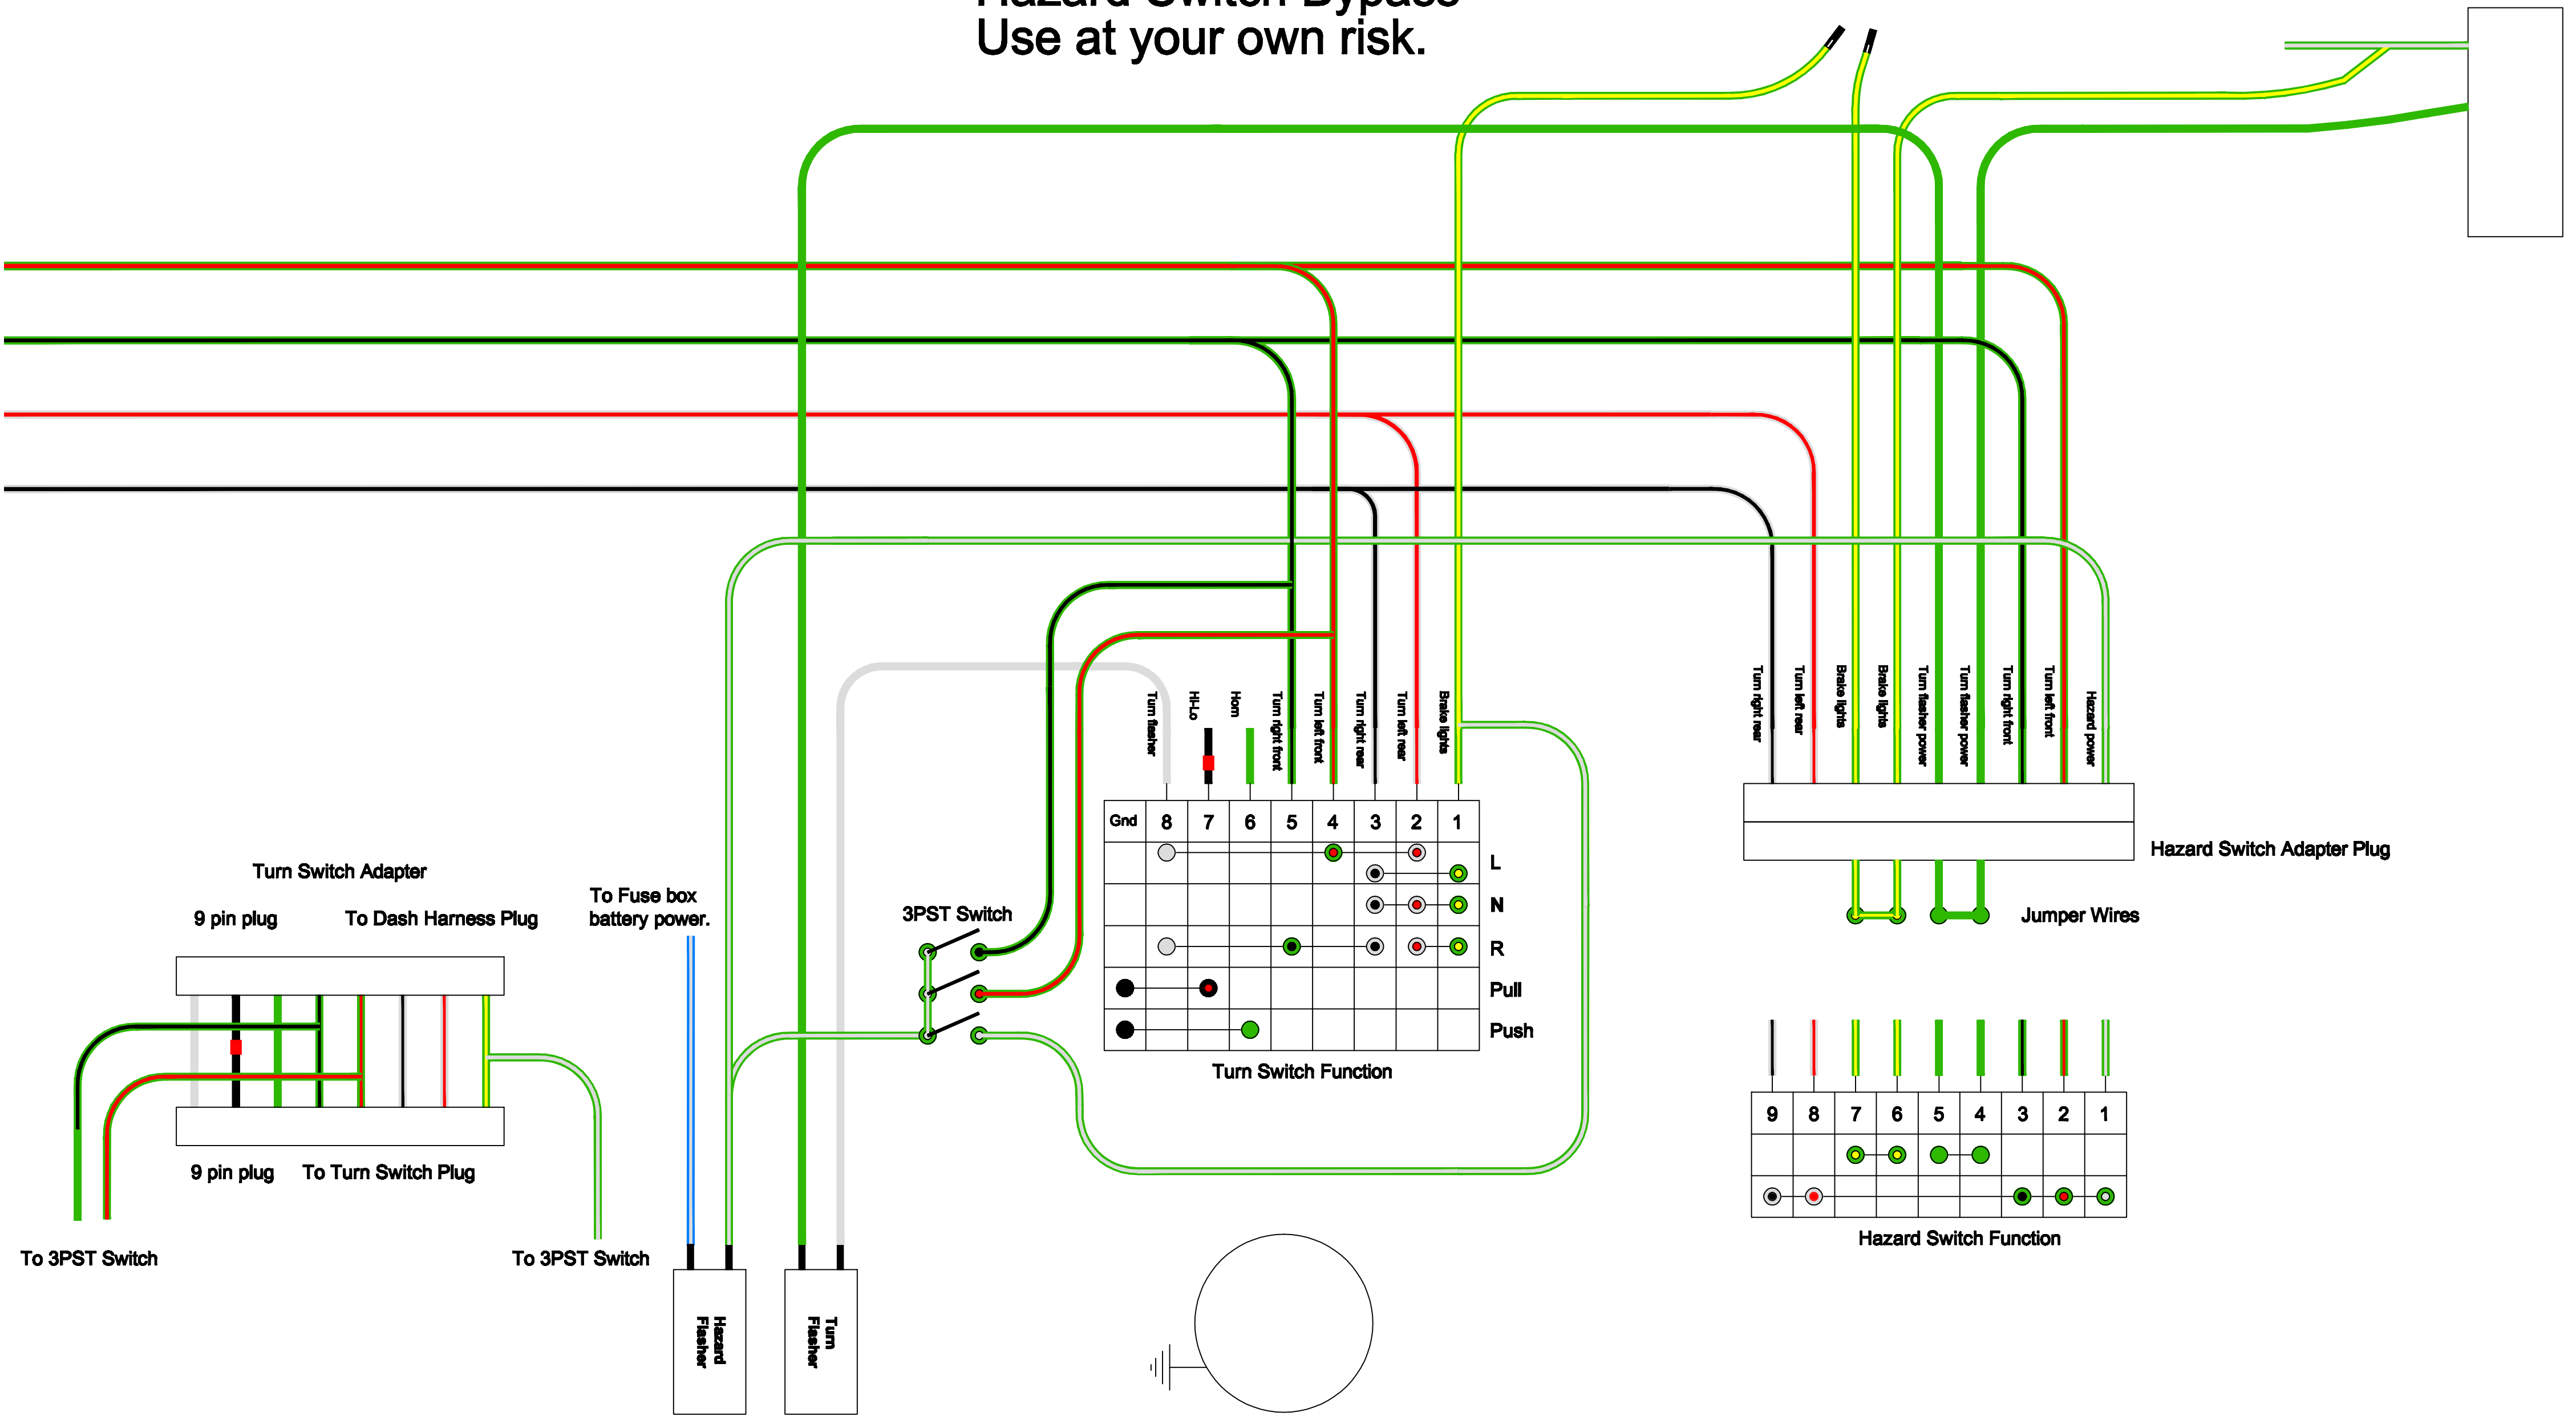 Hazard Switch Bypass
Use at your own risk.
Turn right rear
Turn left rear
Brake lights
Brake lights
Turn flasher power
Turn flasher power
Turn right front
Turn left front
Hazard power
Turn flasher
Hi-Lo
Horn
Turn right front
Turn left front
Turn right rear
Turn left rear
Brake lights
Gnd 8 7 6 5 4 3 2 1
L
N
R
Pull
Push
Turn Switch Function
Hazard Switch Adapter Plug
Jumper Wires
Turn Switch Adapter
9 pin plug
To Dash Harness Plug
To Fuse box
battery power.
3PST Switch
9 pin plug
To Turn Switch Plug
To 3PST Switch
To 3PST Switch
9 8 7 6 5 4 3 2 1
Hazard Switch Function
Hazard
Flasher
Turn
Flasher